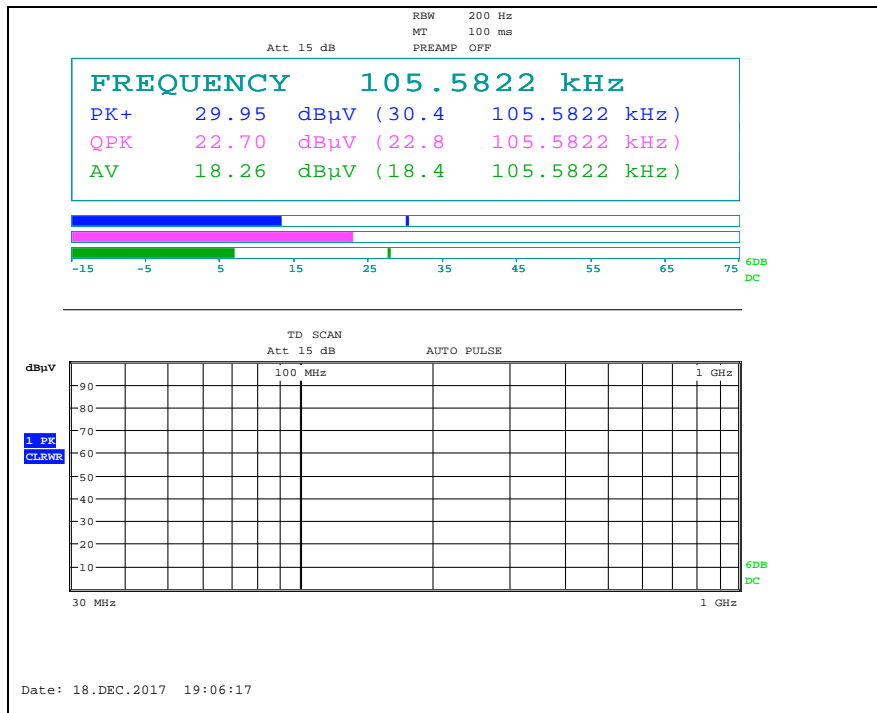 RBW 200 Hz
MT 100 ms
Att 15 dB PREAMP OFF
FREQUENCY 105.5822 kHz
PK+ 29.95 dBµV (30.4 105.5822 kHz)
QPK 22.70 dBµV (22.8 105.5822 kHz)
AV 18.26 dBµV (18.4 105.5822 kHz)
-15 -5 5 15 25 35 45 55 65 75
6DB
DC
TD SCAN
Att 15 dB AUTO PULSE
dBµV
100 MHz 1 GHz
90
80
70
1 PK
60
CLRWR
50
40
30
20
10
6DB
DC
30 MHz 1 GHz
Date: 18.DEC.2017 19:06:17